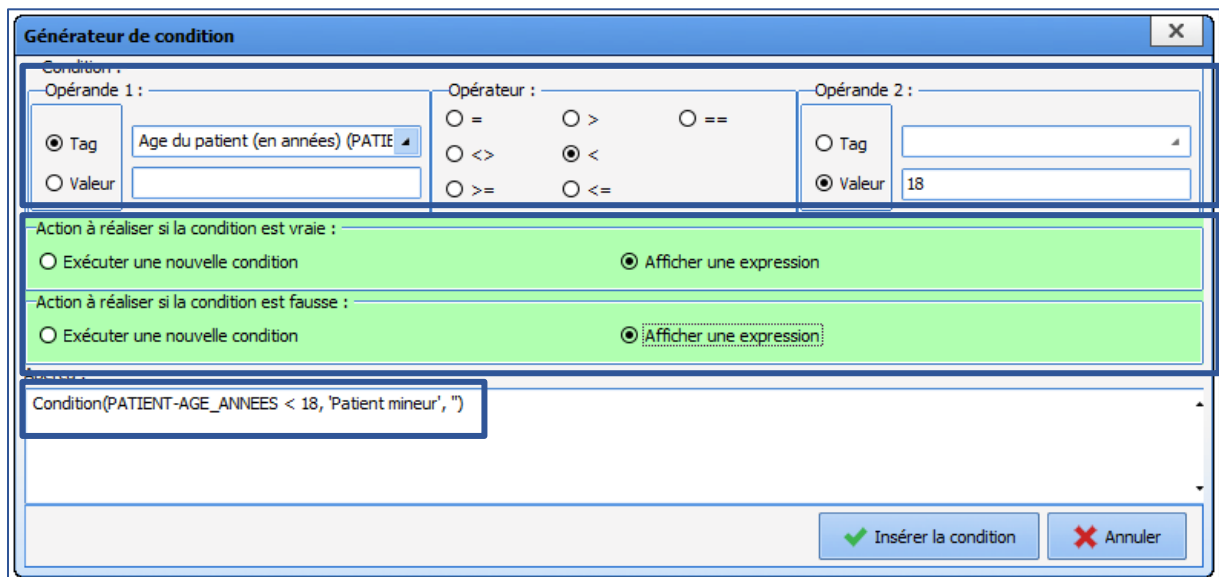 Générateur de condition
Condition :
Opérande 1 :
Tag
Age du patient (en années) (PATIE
Valeur
Opérateur :
= > ==
<> <
>= <=
Opérande 2 :
Tag
Valeur 18
Action à réaliser si la condition est vraie :
Exécuter une nouvelle condition Afficher une expression
Action à réaliser si la condition est fausse :
Exécuter une nouvelle condition Afficher une expression
Condition(PATIENT-AGE_ANNEES < 18, 'Patient mineur', '')
Insérer la condition Annuler